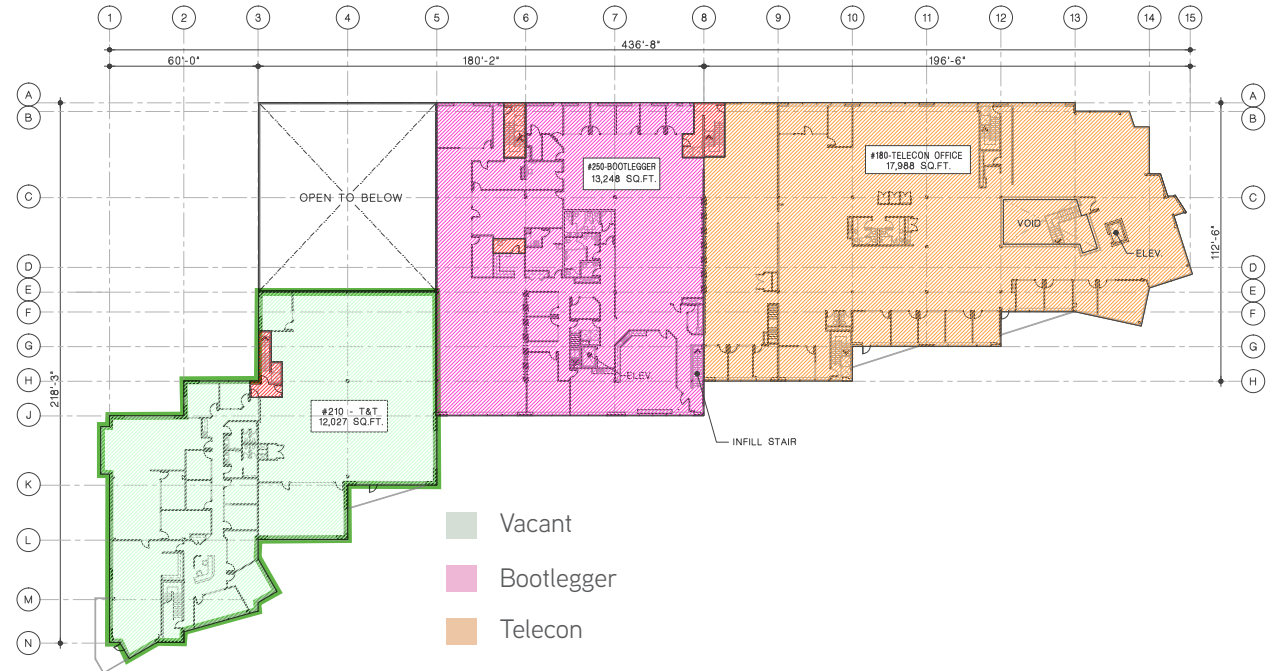 1 2 3 4 5 6 7 8 9 10 11 12 13 14 15
436'-8"
60'-0" 180'-2" 196'-6"
A A
B B
#250-BOOTLEGGER
13,248 SQ.FT.
#180-TELECON OFFICE
17,988 SQ.FT.
OPEN TO BELOW
C C
VOID
ELEV.
112'-6"
D D
E E
F F
G G
ELEV.
H H
218'-3"
#210 - T&T
12,027 SQ.FT.
J
INFILL STAIR
K
L
M
N
Vacant
Bootlegger
Telecon